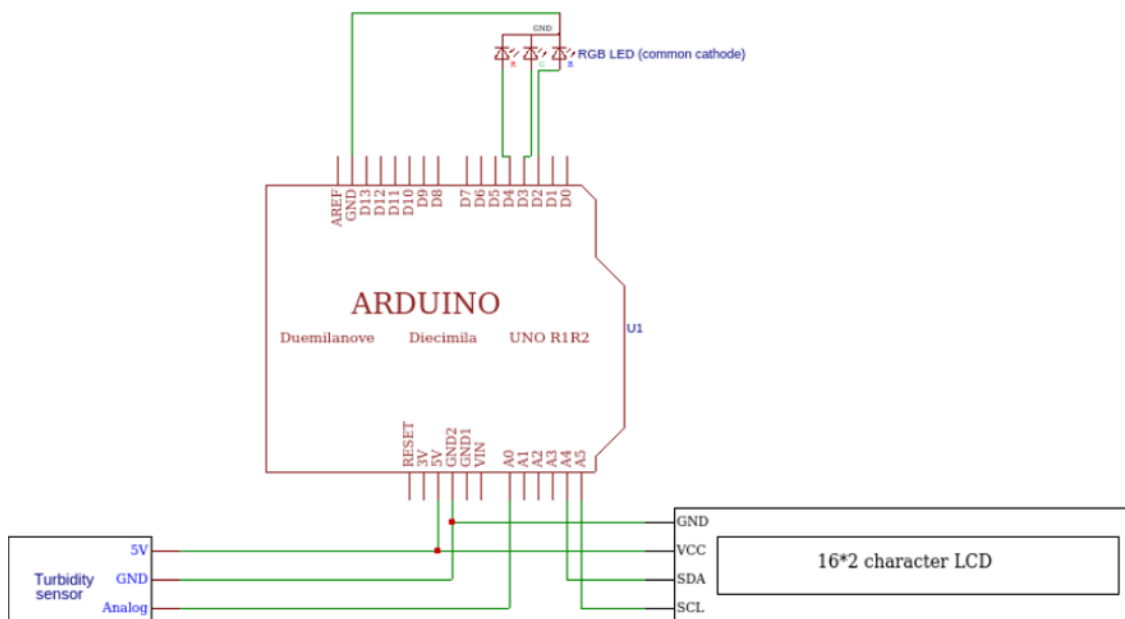 GND
RGB LED (common cathode)
R
G
B
AREF
GND
D13
D12
D11
D10
D9
D8
D7
D6
D5
D4
D3
D2
D1
D0
ARDUINO
Duemilanove Diecimila UNO R1R2
U1
RESET
3V
5V
GND2
GND1
VIN
A0
A1
A2
A3
A4
A5
5V
GND
Analog
Turbidity
sensor
GND
VCC
SDA
SCL
16*2 character LCD